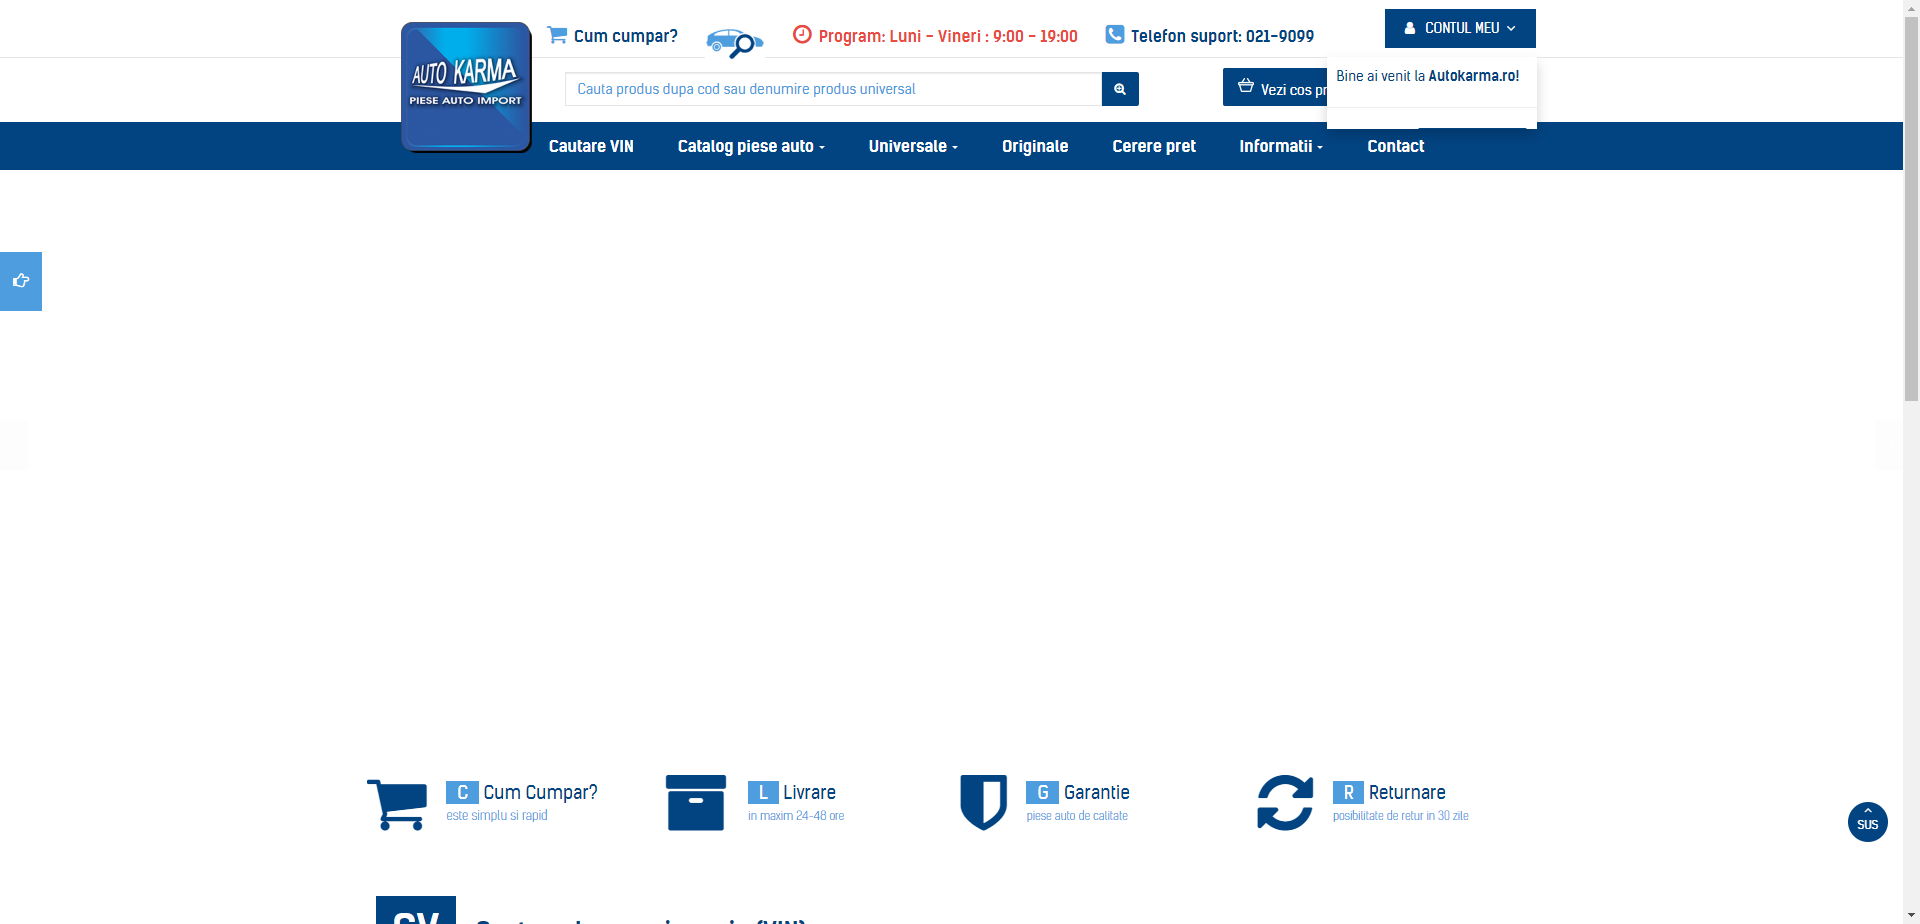 AUTO KARMA
PIESE AUTO IMPORT
Cum cumpar?
Program: Luni - Vineri : 9:00 - 19:00
Telefon suport: 021-9099
CONTUL MEU
Cauta produs dupa cod sau denumire produs universal
Vezi cos
Bine ai venit la Autokarma.ro!
Cautare VIN
Catalog piese auto
Universale
Originale
Cerere pret
Informatii
Contact
C Cum Cumpar?
este simplu si rapid
L Livrare
in maxim 24-48 ore
G Garantie
piese auto de calitate
R Returnare
posibilitate de retur in 30 zile
SUS